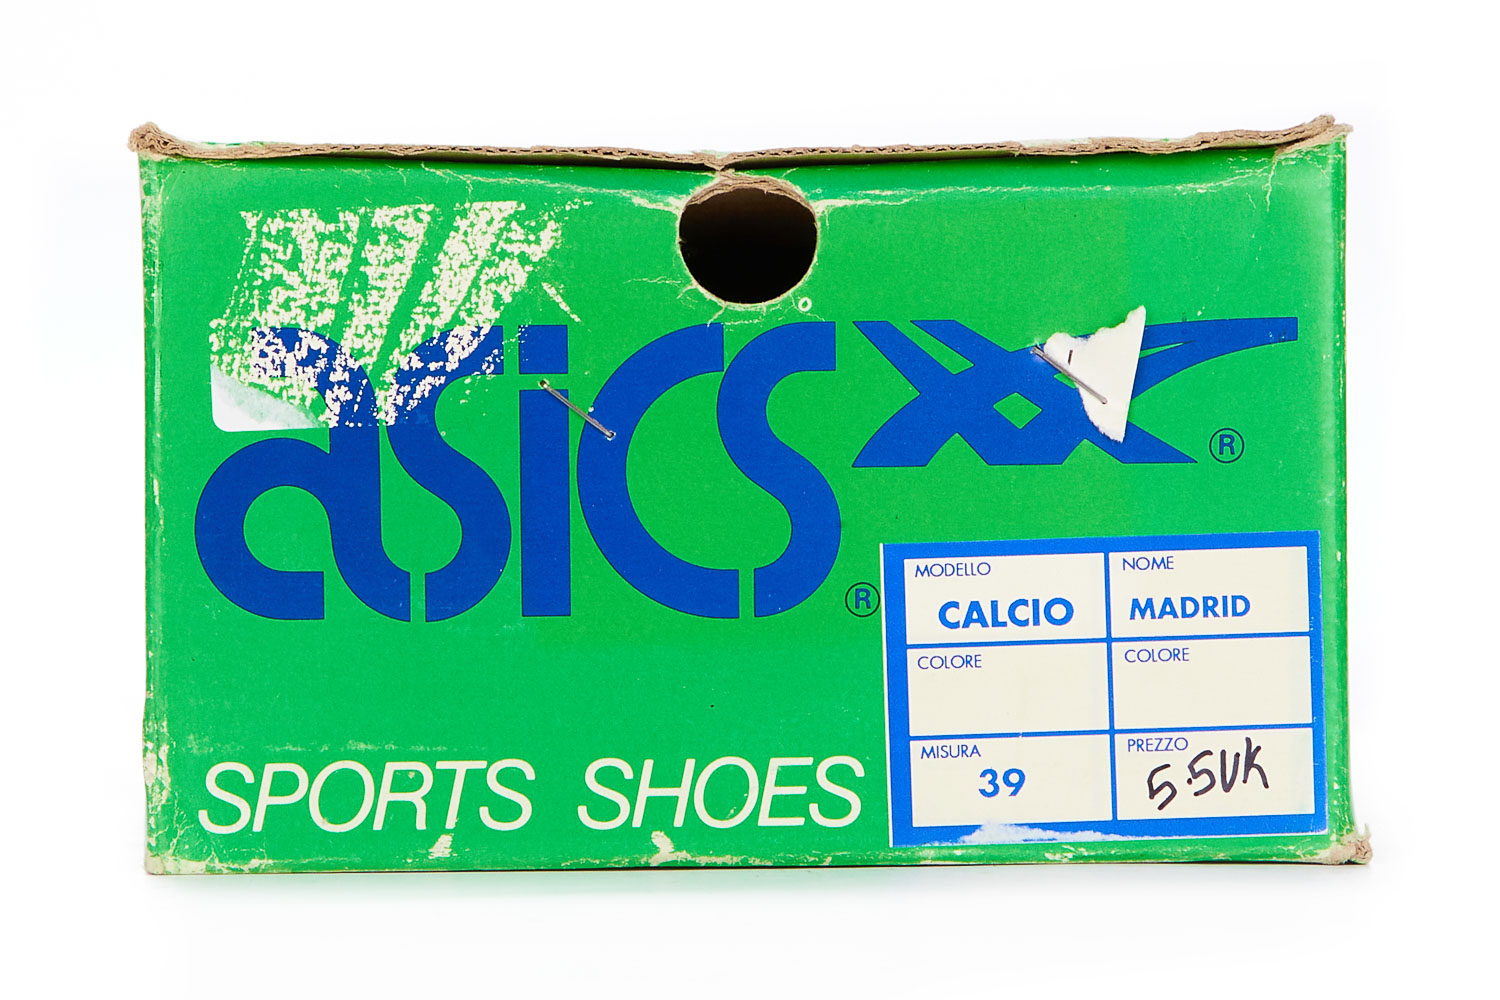 asics ®
®
MODELLO
CALCIO
NOME
MADRID
COLORE
COLORE
MISURA
39
PREZZO
5.5UK
SPORTS SHOES